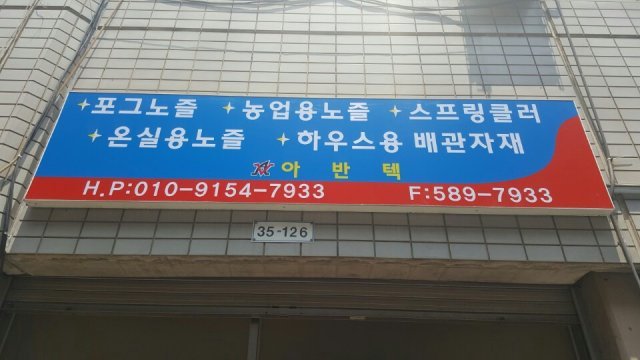 포그노즐 농업용노즐 스프링클러
온실용노즐 하우스용 배관자재
아반텍
H.P:010-9154-7933 F:589-7933
35-126